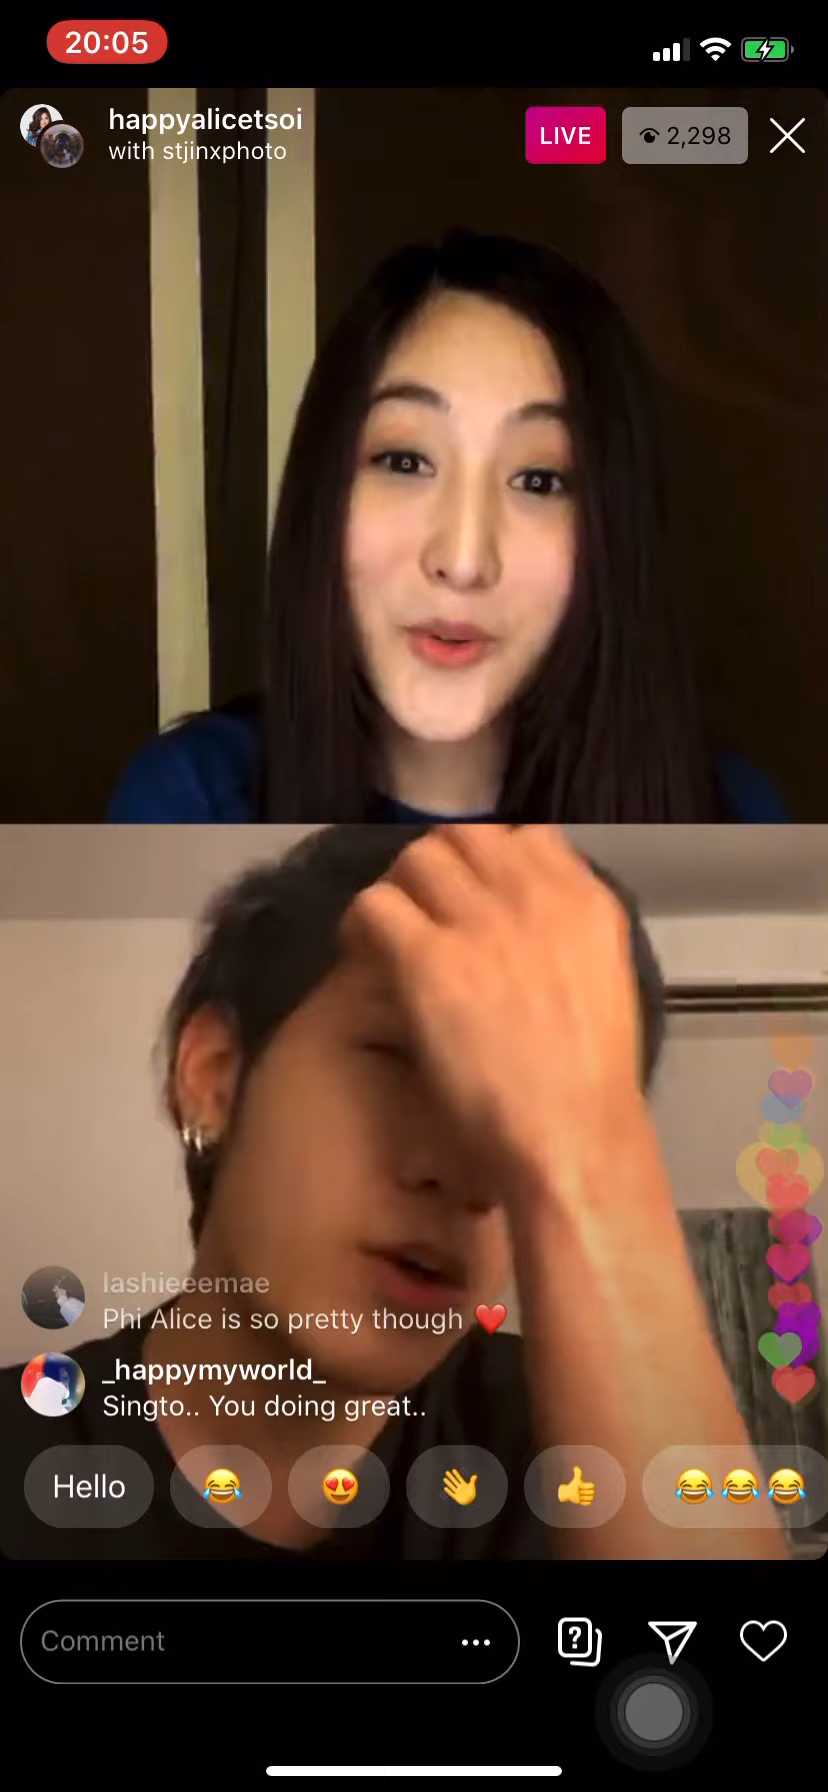 20:05
happyalicetsoi
with stjinxphoto
LIVE
2,298
lashieeemae
Phi Alice is so pretty though ❤️
_happymyworld_
Singto.. You doing great..
Hello
😂
😍
👋
👍
😂😂😂
Comment
?